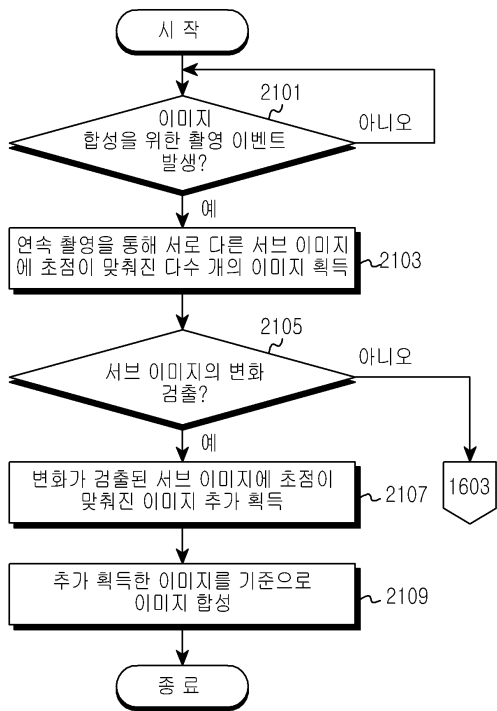 시 작
2101
이미지
합성을 위한 촬영 이벤트
발생?
아니오
예
연속 촬영을 통해 서로 다른 서브 이미지
에 초점이 맞춰진 다수 개의 이미지 획득
2103
2105
서브 이미지의 변화
검출?
아니오
예
변화가 검출된 서브 이미지에 초점이
맞춰진 이미지 추가 획득
2107
1603
추가 획득한 이미지를 기준으로
이미지 합성
2109
종 료